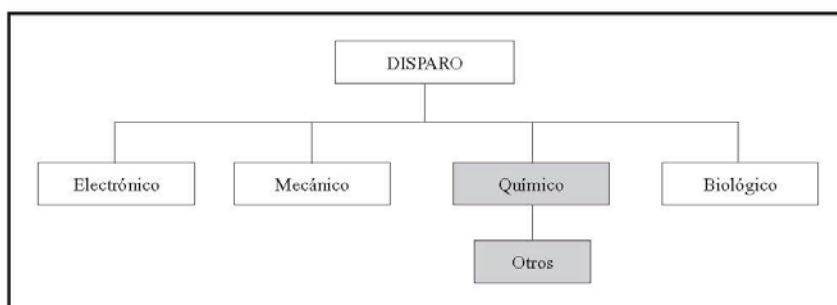 DISPARO
Electrónico
Mecánico
Químico
Biológico
Otros